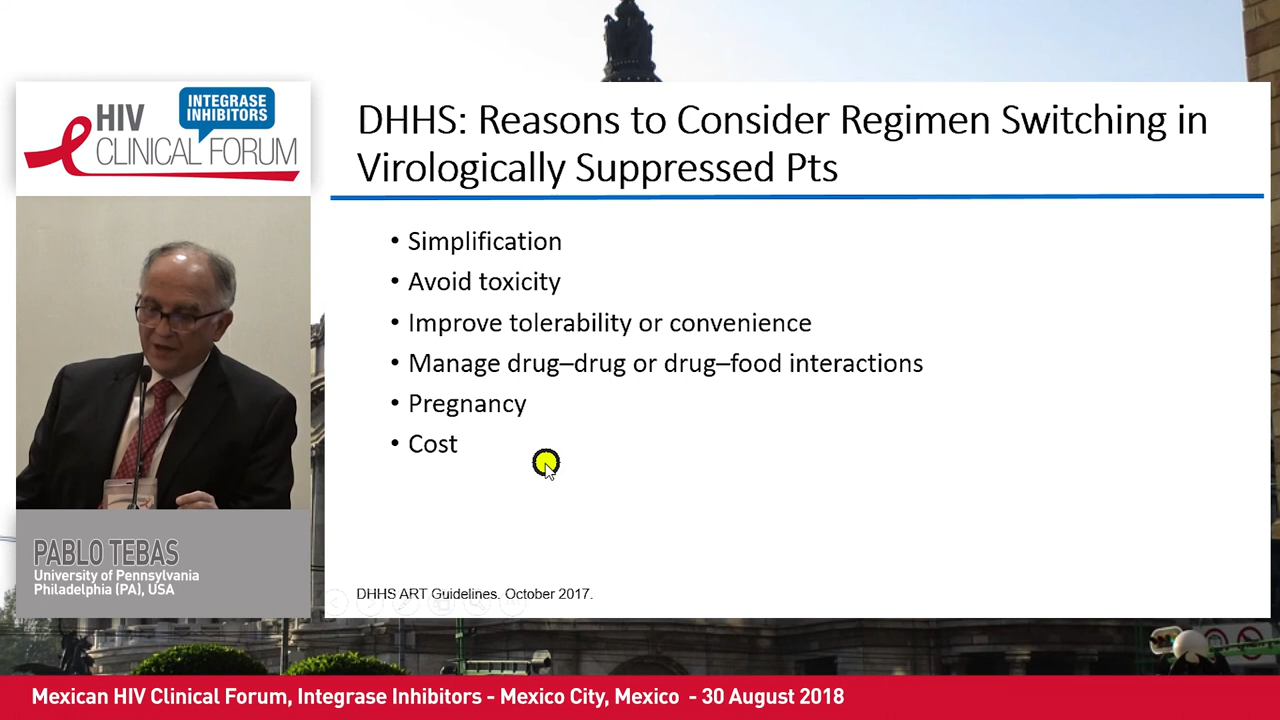 HIV
INTEGRASE
INHIBITORS
CLINICAL FORUM
DHHS: Reasons to Consider Regimen Switching in
Virologically Suppressed Pts
• Simplification
• Avoid toxicity
• Improve tolerability or convenience
• Manage drug–drug or drug–food interactions
• Pregnancy
• Cost
DHHS ART Guidelines. October 2017.
PABLO TEBAS
University of Pennsylvania
Philadelphia (PA), USA
Mexican HIV Clinical Forum, Integrase Inhibitors - Mexico City, Mexico - 30 August 2018